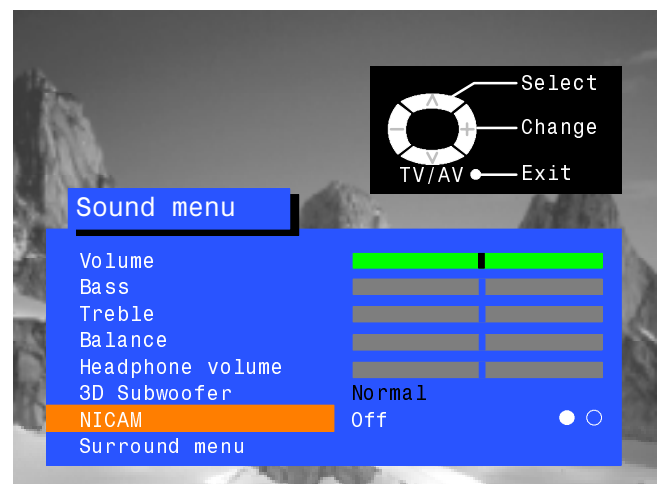 Select
Change
TV/AV Exit
Sound menu
Volume
Bass
Treble
Balance
Headphone volume
3D Subwoofer Normal
NICAM Off
Surround menu